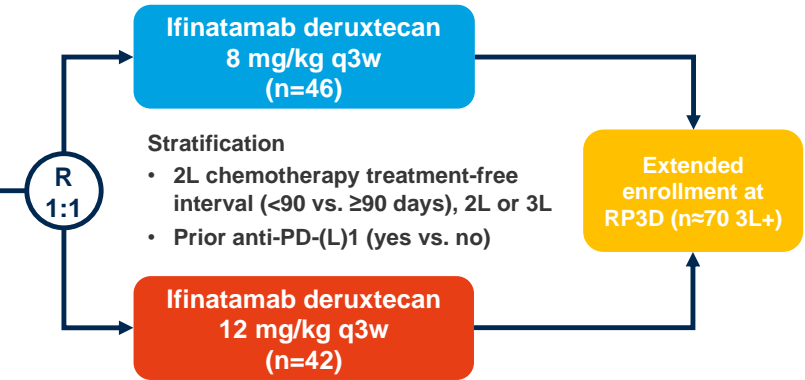 Ifinatamab deruxtecan
8 mg/kg q3w
(n=46)
R
1:1
Stratification
• 2L chemotherapy treatment-free
interval (<90 vs. ≥90 days), 2L or 3L
• Prior anti-PD-(L)1 (yes vs. no)
Extended
enrollment at
RP3D (n≈70 3L+)
Ifinatamab deruxtecan
12 mg/kg q3w
(n=42)